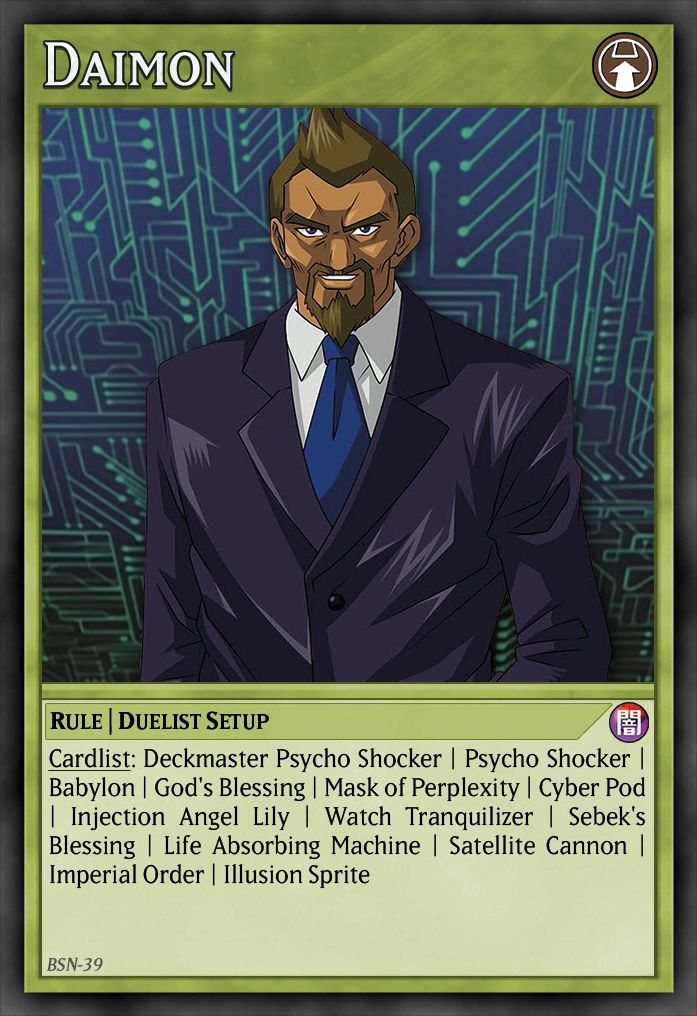 DAIMON
RULE | DUELIST SETUP
闇
Cardlist: Deckmaster Psycho Shocker | Psycho Shocker |
Babylon | God's Blessing | Mask of Perplexity | Cyber Pod
| Injection Angel Lily | Watch Tranquilizer | Sebek's
Blessing | Life Absorbing Machine | Satellite Cannon |
Imperial Order | Illusion Sprite
BSN-39